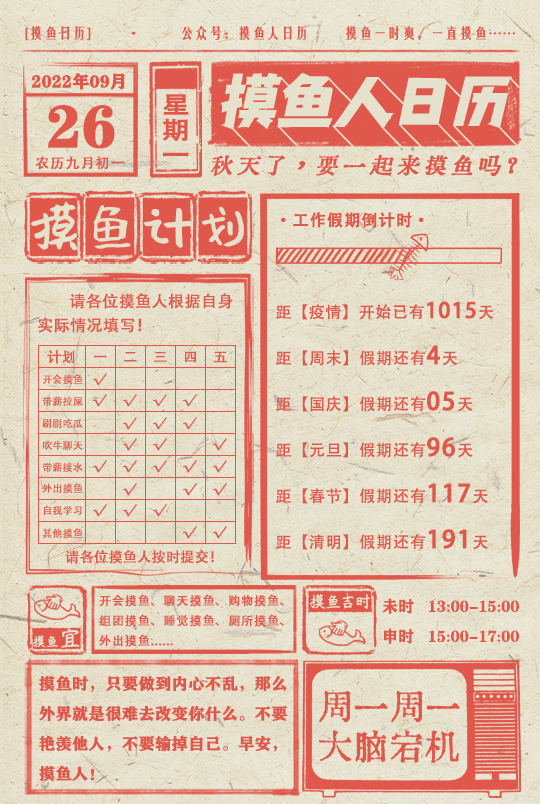 [摸鱼日历] · 公众号：摸鱼人日历 摸鱼一时爽，一直摸鱼……
2022年09月
26
农历九月初一
星期一
摸鱼人日历
秋天了，要一起来摸鱼吗？
摸鱼计划
请各位摸鱼人根据自身
实际情况填写！
计划 一 二 三 四 五
开会摸鱼 ✓
带薪拉屎 ✓ ✓ ✓ ✓
刷剧吃瓜 ✓ ✓ ✓
吹牛聊天 ✓ ✓ ✓
带薪接水 ✓ ✓ ✓ ✓ ✓
外出摸鱼 ✓ ✓ ✓
自我学习 ✓ ✓ ✓
其他摸鱼 ✓ ✓
请各位摸鱼人按时提交！
·工作假期倒计时·
距【疫情】开始已有1015天
距【周末】假期还有4天
距【国庆】假期还有05天
距【元旦】假期还有96天
距【春节】假期还有117天
距【清明】假期还有191天
摸鱼宜
开会摸鱼、聊天摸鱼、购物摸鱼、
组团摸鱼、睡觉摸鱼、厕所摸鱼、
外出摸鱼……
摸鱼吉时
未时 13:00-15:00
申时 15:00-17:00
摸鱼时，只要做到内心不乱，那么
外界就是很难去改变你什么。不要
艳羡他人，不要输掉自己。早安，
摸鱼人！
周一周一
大脑宕机